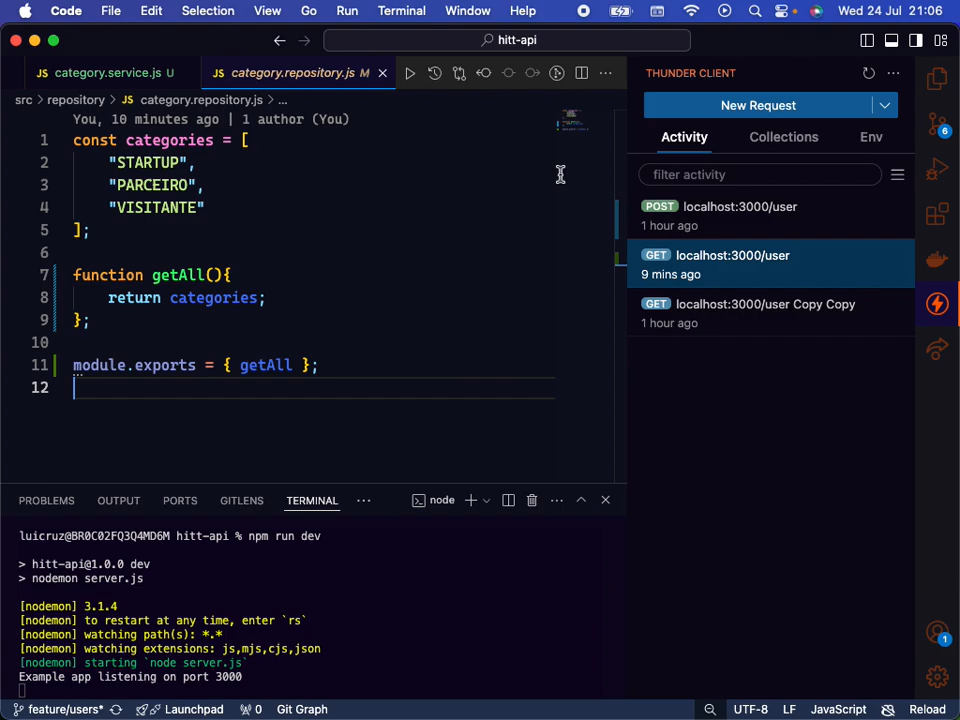 Code File Edit Selection View Go Run Terminal Window Help Wed 24 Jul 21:06
hitt-api
JS category.service.js U
JS category.repository.js M
THUNDER CLIENT
src > repository > JS category.repository.js > ...
New Request
You, 10 minutes ago | 1 author (You)
Activity Collections Env
1 const categories = [
2 "STARTUP",
3 "PARCEIRO",
4 "VISITANTE"
5 ];
6
7 function getAll(){
8 return categories;
9 };
10
11 module.exports = { getAll };
12
filter activity
POST localhost:3000/user
1 hour ago
GET localhost:3000/user
9 mins ago
GET localhost:3000/user Copy Copy
1 hour ago
6
PROBLEMS OUTPUT PORTS GITLENS TERMINAL ... node
luicruz@BR0C02FQ3Q4MD6M hitt-api % npm run dev
> hitt-api@1.0.0 dev
> nodemon server.js
[nodemon] 3.1.4
[nodemon] to restart at any time, enter `rs`
[nodemon] watching path(s): *.*
[nodemon] watching extensions: js,mjs,cjs,json
[nodemon] starting `node server.js`
Example app listening on port 3000
1
feature/users* Launchpad 0 Git Graph UTF-8 LF JavaScript Reload